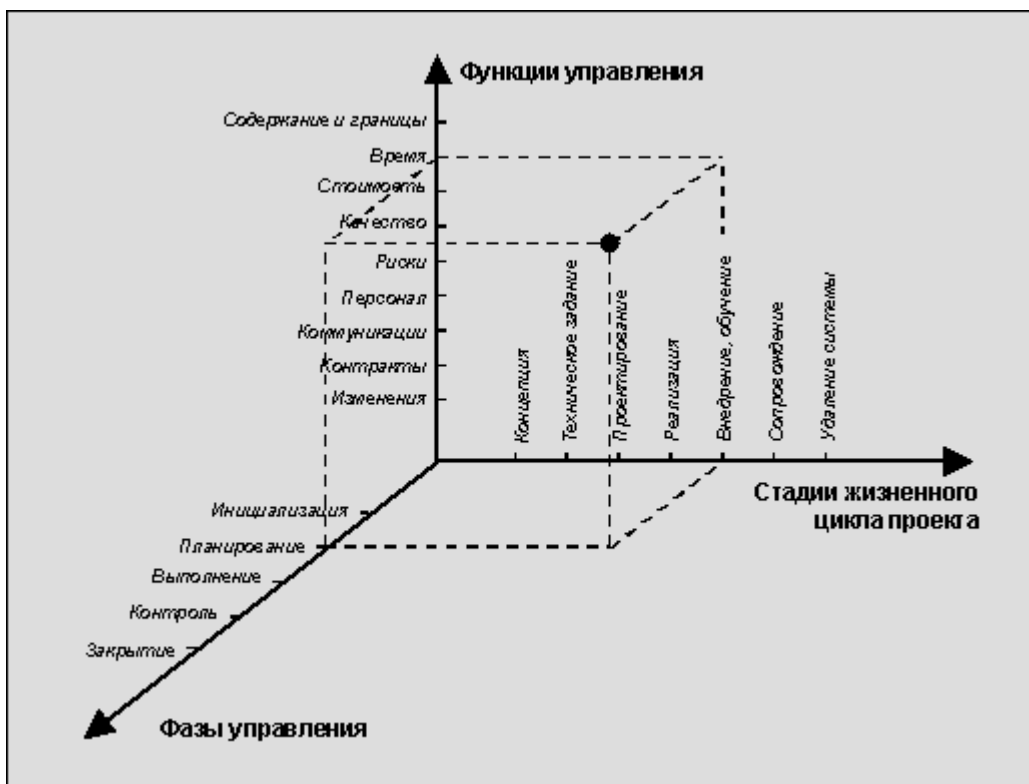 Функции управления
Содержание и границы
Время
Стоимость
Качество
Риски
Персонал
Коммуникации
Контракты
Изменения
Концепция
Техническое задание
Проектирование
Реализация
Внедрение, обучение
Сопровождение
Удаление системы
Стадии жизненного
цикла проекта
Инициализация
Планирование
Выполнение
Контроль
Закрытие
Фазы управления